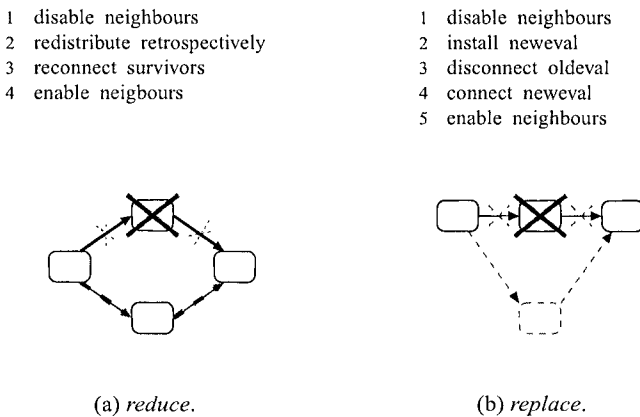 1 disable neighbours
2 redistribute retrospectively
3 reconnect survivors
4 enable neigbours
1 disable neighbours
2 install neweval
3 disconnect oldeval
4 connect neweval
5 enable neighbours
(a) reduce.
(b) replace.